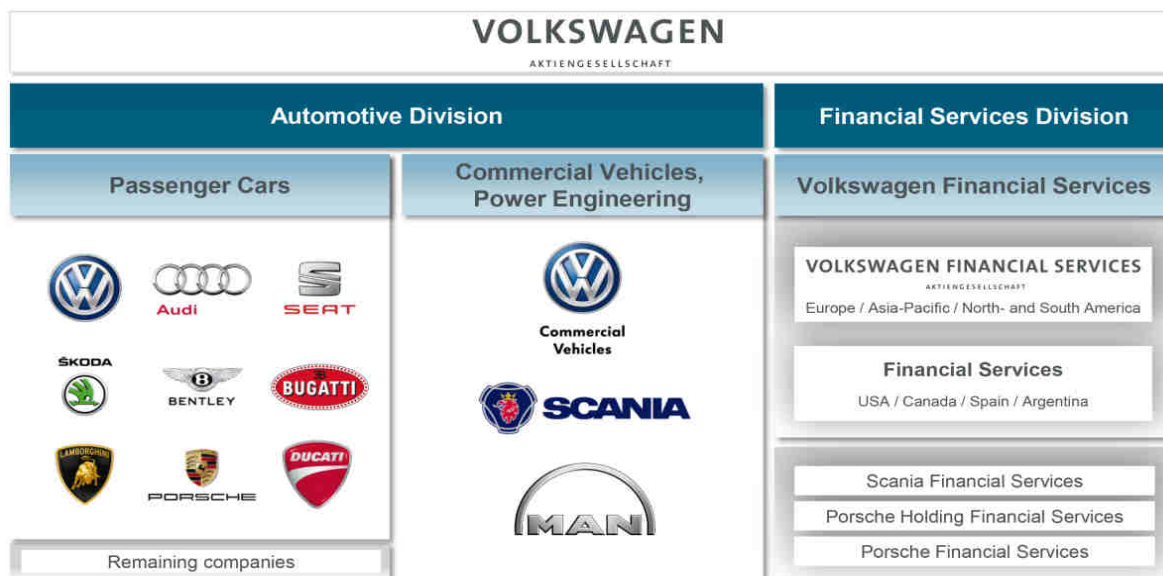 VOLKSWAGEN
AKTIENGESELLSCHAFT
Automotive Division
Financial Services Division
Passenger Cars
Commercial Vehicles,
Power Engineering
Volkswagen Financial Services
Audi
SEAT
ŠKODA
BENTLEY
BUGATTI
LAMBORGHINI
PORSCHE
DUCATI
Remaining companies
Commercial
Vehicles
SCANIA
MAN
VOLKSWAGEN FINANCIAL SERVICES
AKTIENGESELLSCHAFT
Europe / Asia-Pacific / North- and South America
Financial Services
USA / Canada / Spain / Argentina
Scania Financial Services
Porsche Holding Financial Services
Porsche Financial Services